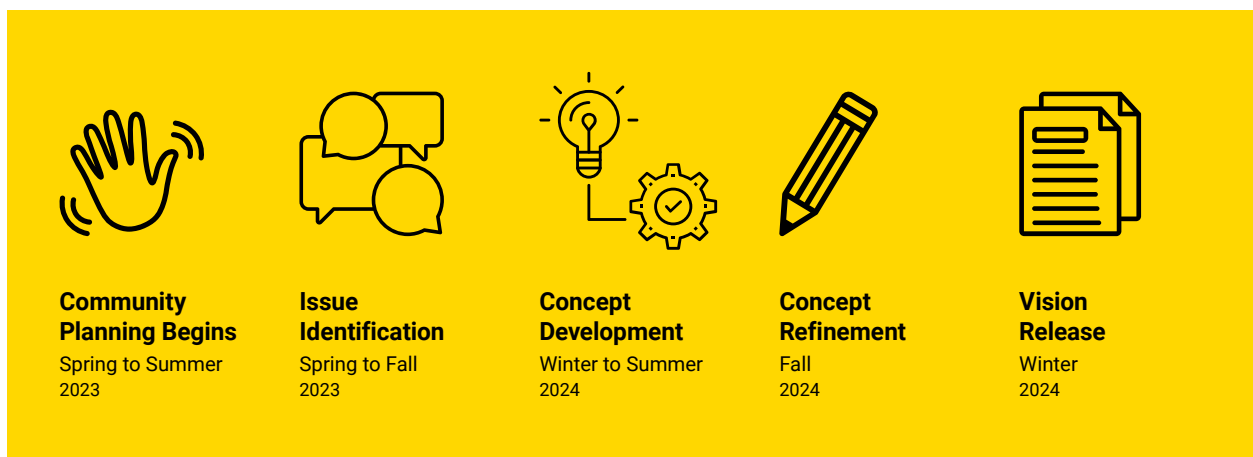 Community
Planning Begins
Spring to Summer
2023
Issue
Identification
Spring to Fall
2023
Concept
Development
Winter to Summer
2024
Concept
Refinement
Fall
2024
Vision
Release
Winter
2024